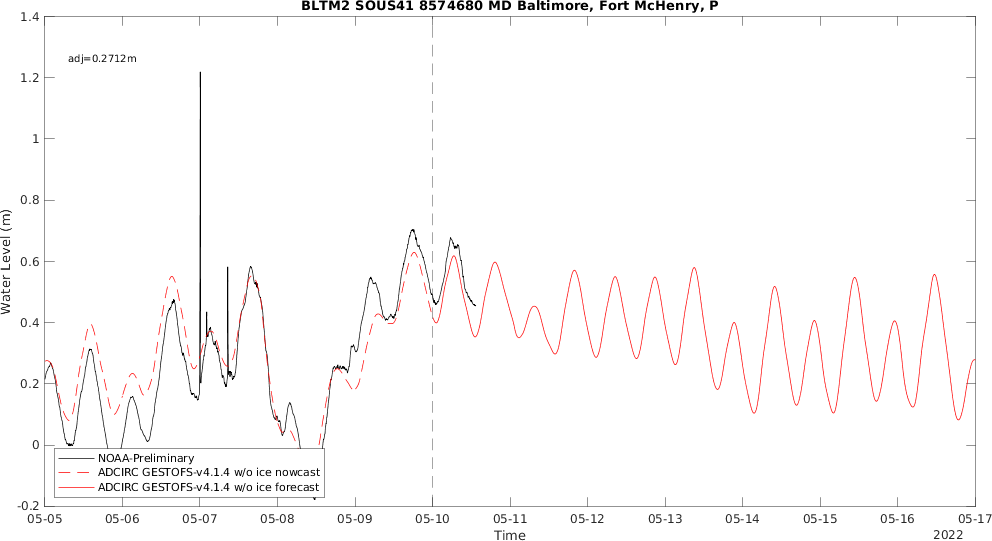 BLTM2 SOUS41 8574680 MD Baltimore, Fort McHenry, P
adj=0.2712m
Water Level (m)
1.4
1.2
1
0.8
0.6
0.4
0.2
0
-0.2
NOAA-Preliminary
ADCIRC GESTOFS-v4.1.4 w/o ice nowcast
ADCIRC GESTOFS-v4.1.4 w/o ice forecast
05-05 05-06 05-07 05-08 05-09 05-10 05-11 05-12 05-13 05-14 05-15 05-16 05-17
Time
2022